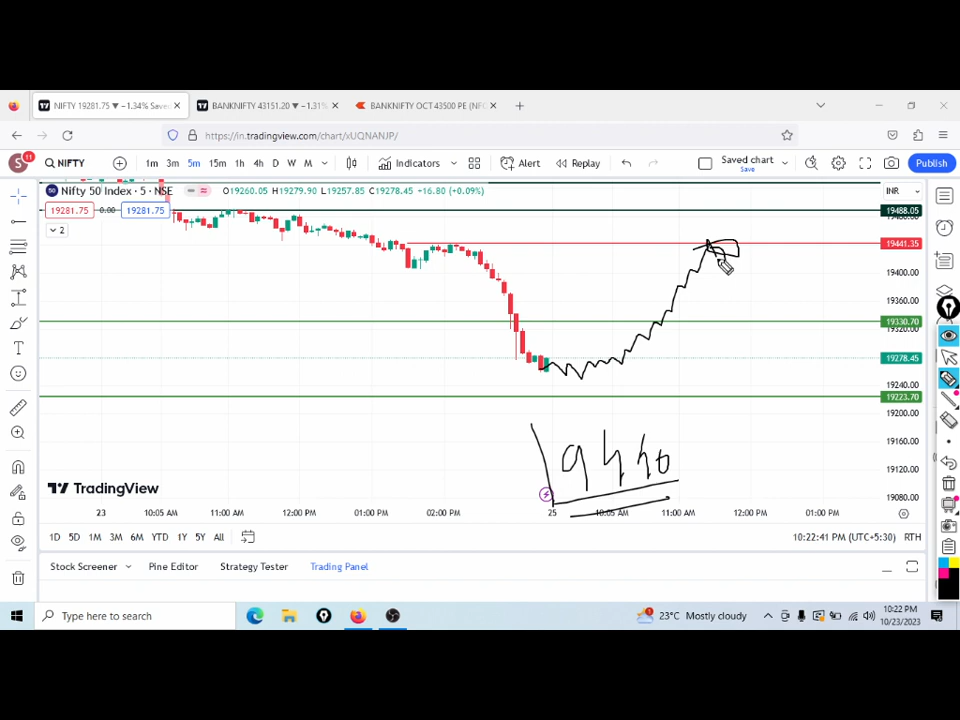 NIFTY 19281.75 ▼ −1.34% Save
BANKNIFTY 43151.20 ▼ −1.31%
BANKNIFTY OCT 43500 PE (NFO
https://in.tradingview.com/chart/xUQNANJP/
S 11 NIFTY 1m 3m 5m 15m 1h 4h D W M Indicators Alert Replay Saved chart Save Publish
Nifty 50 Index · 5 · NSE O19260.05 H19279.90 L19257.85 C19278.45 +16.80 (+0.09%) INR
19281.75 0.00 19281.75
2
19488.05
19441.35
19400.00
19360.00
19330.70
19320.00
19278.45
19240.00
19223.70
19200.00
19160.00
19120.00
19080.00
19440
TradingView
23 10:05 AM 11:00 AM 12:00 PM 01:00 PM 02:00 PM 25 10:05 AM 11:00 AM 12:00 PM 01:00 PM
1D 5D 1M 3M 6M YTD 1Y 5Y All 10:22:41 PM (UTC+5:30) RTH
Stock Screener Pine Editor Strategy Tester Trading Panel
Type here to search 23°C Mostly cloudy 10:22 PM
10/23/2023